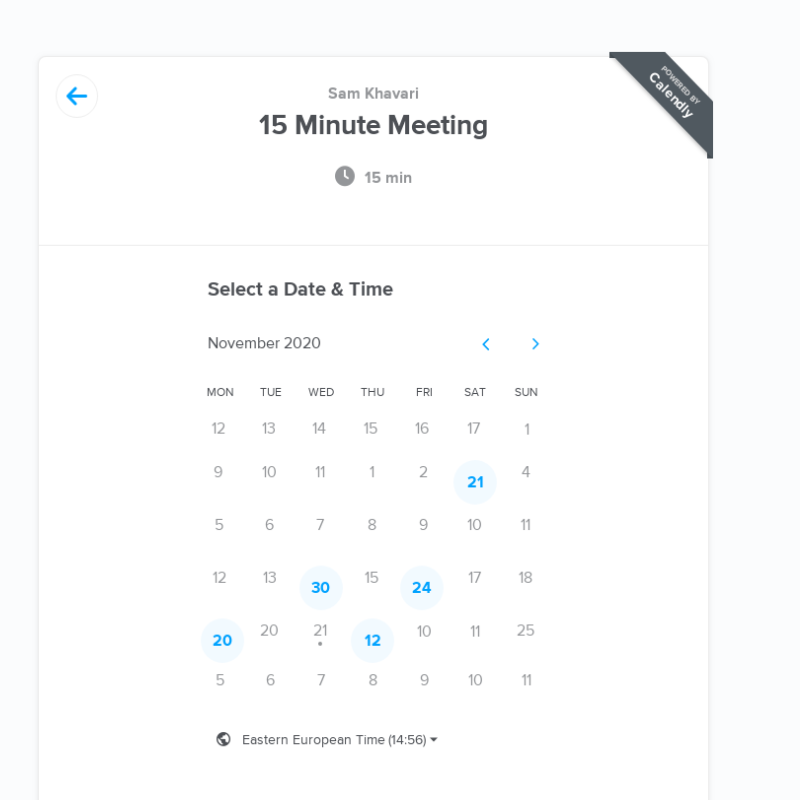 POWERED BY
Calendly
Sam Khavari
15 Minute Meeting
15 min
Select a Date & Time
November 2020
MON TUE WED THU FRI SAT SUN
12 13 14 15 16 17 1
9 10 11 1 2 21 4
5 6 7 8 9 10 11
12 13 30 15 24 17 18
20 20 21 12 10 11 25
5 6 7 8 9 10 11
Eastern European Time (14:56)